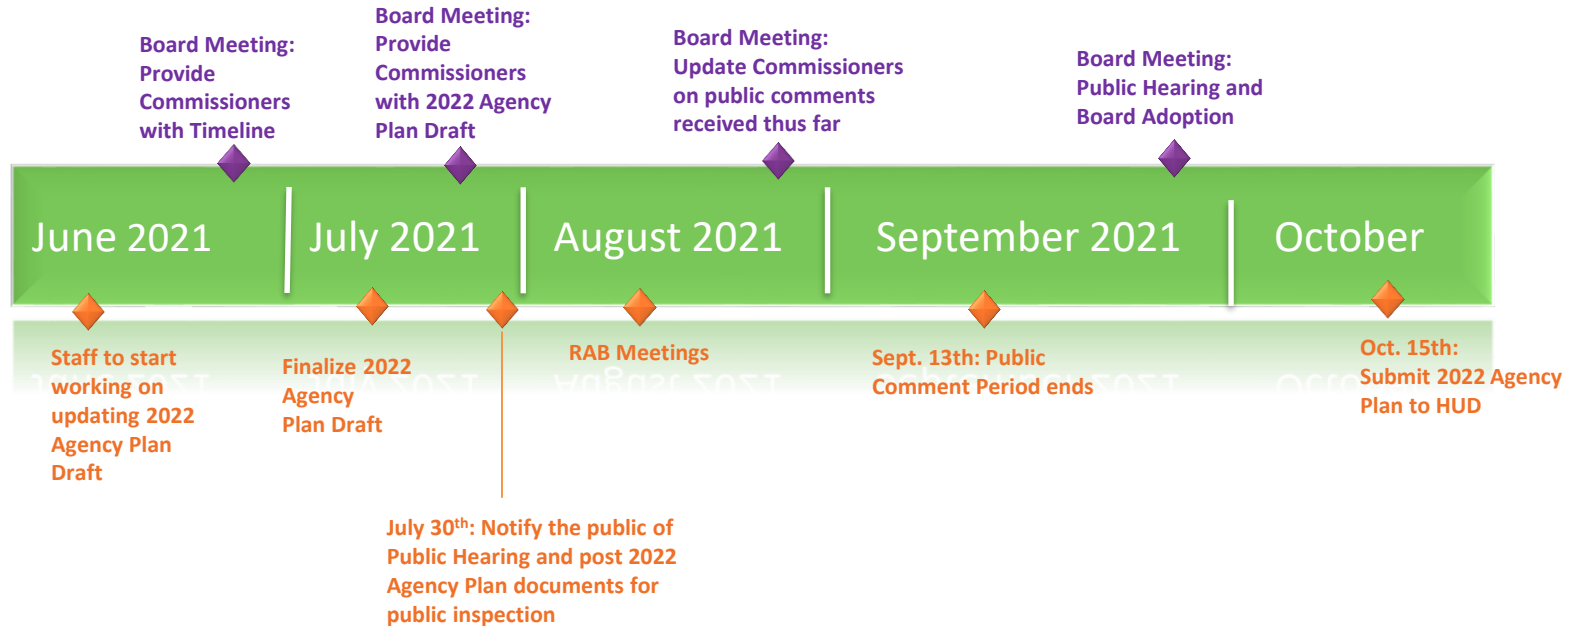 Board Meeting:
Provide
Commissioners
with Timeline
Board Meeting:
Provide
Commissioners
with 2022 Agency
Plan Draft
Board Meeting:
Update Commissioners
on public comments
received thus far
Board Meeting:
Public Hearing and
Board Adoption
June 2021
July 2021
August 2021
September 2021
October
Staff to start
working on
updating 2022
Agency Plan
Draft
Finalize 2022
Agency
Plan Draft
July 30th: Notify the public of
Public Hearing and post 2022
Agency Plan documents for
public inspection
RAB Meetings
Sept. 13th: Public
Comment Period ends
Oct. 15th:
Submit 2022 Agency
Plan to HUD